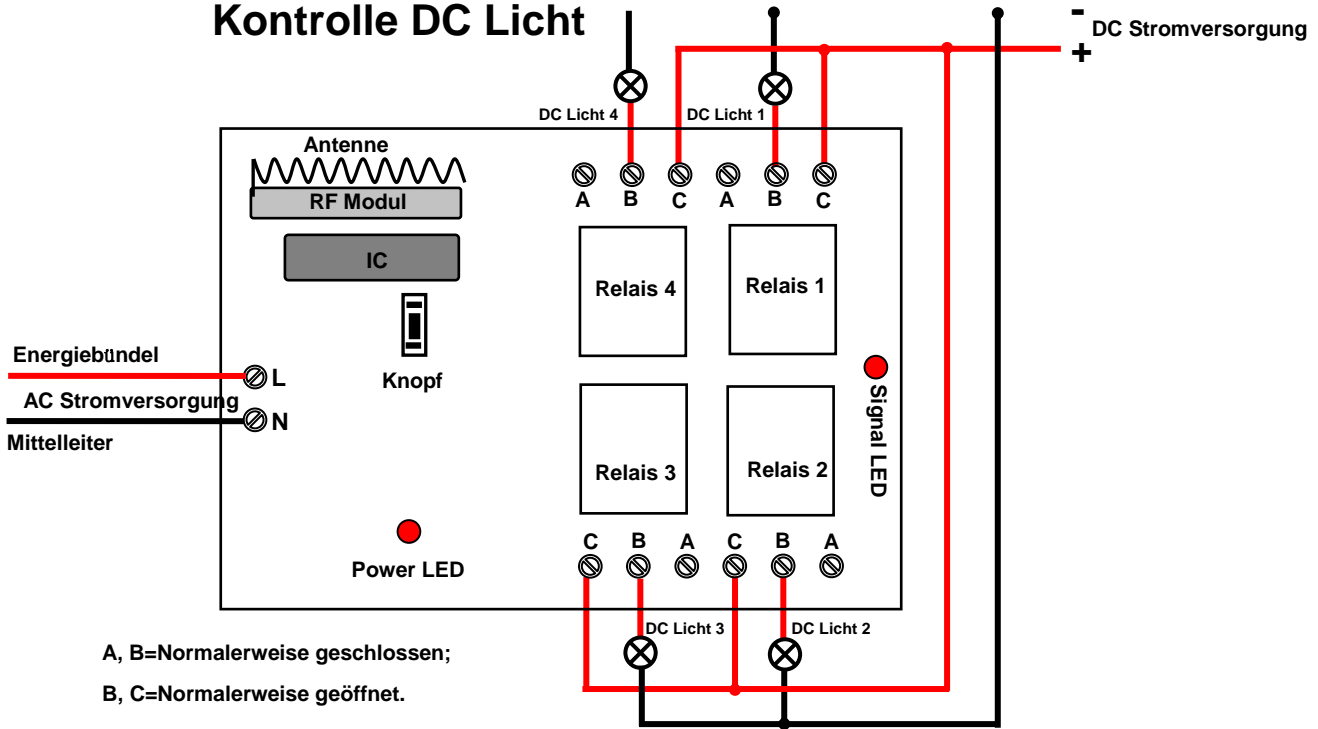 Kontrolle DC Licht
-
DC Stromversorgung
+
DC Licht 4
DC Licht 1
Antenne
RF Modul
A B C A B C
IC
Relais 4
Relais 1
Energiebündel
L
Knopf
AC Stromversorgung
N
Mittelleiter
Signal LED
Relais 3
Relais 2
C B A C B A
Power LED
DC Licht 3
DC Licht 2
A, B=Normalerweise geschlossen;
B, C=Normalerweise geöffnet.